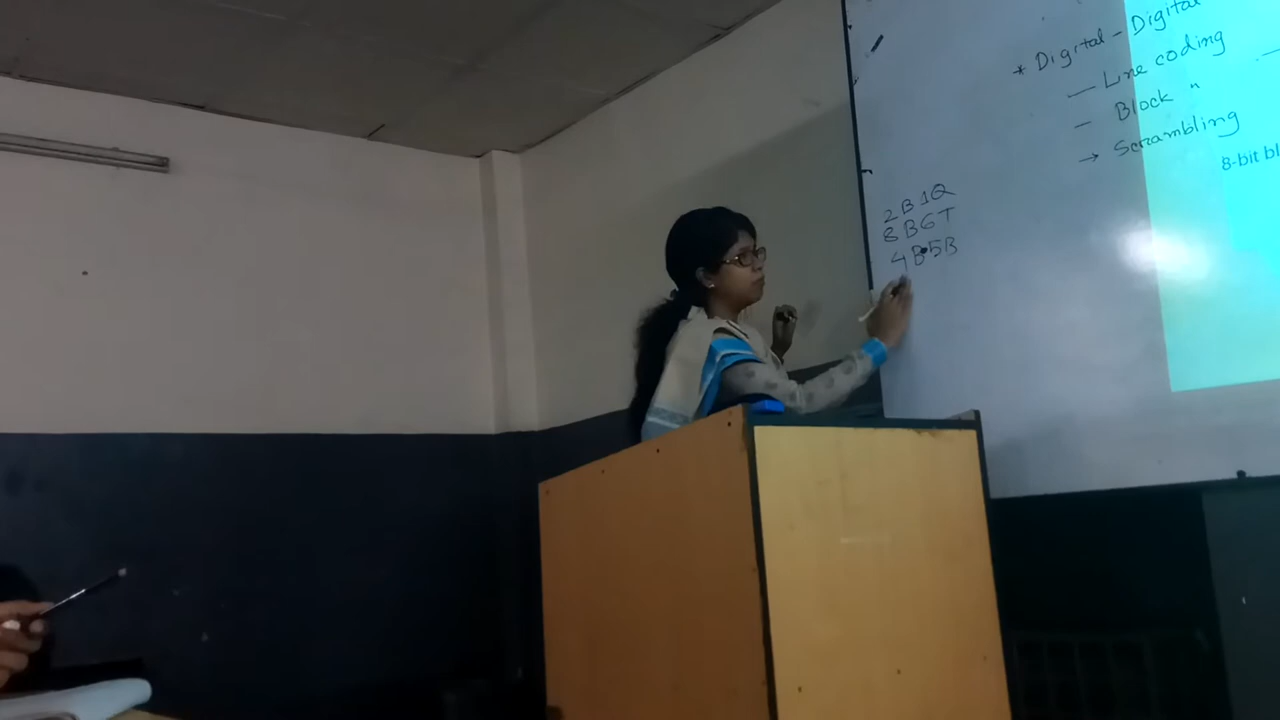 * Digital - Digital
— Line coding
- Block "
→ Scrambling
8-bit bl
2B1Q
8B6T
4B5B